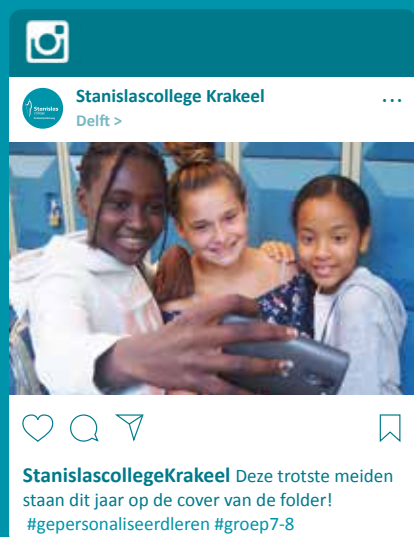 Stanislascollege Krakeel
...
Delft >
Stanislas
StanislascollegeKrakeel Deze trotste meiden
staan dit jaar op de cover van de folder!
#gepersonaliseerdleren #groep7-8